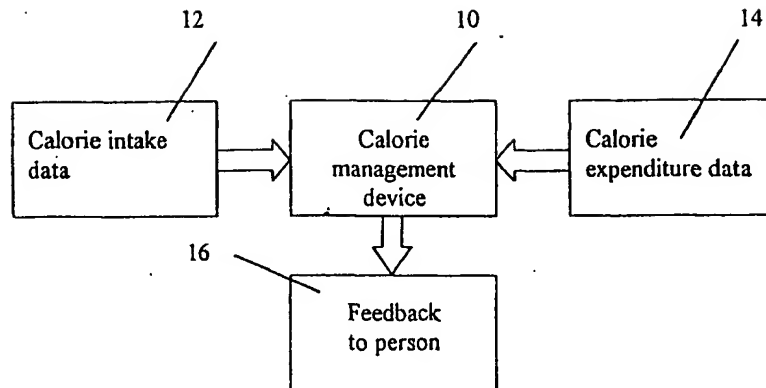 12
10
14
Calorie intake
data
Calorie
management
device
Calorie
expenditure data
16
Feedback
to person